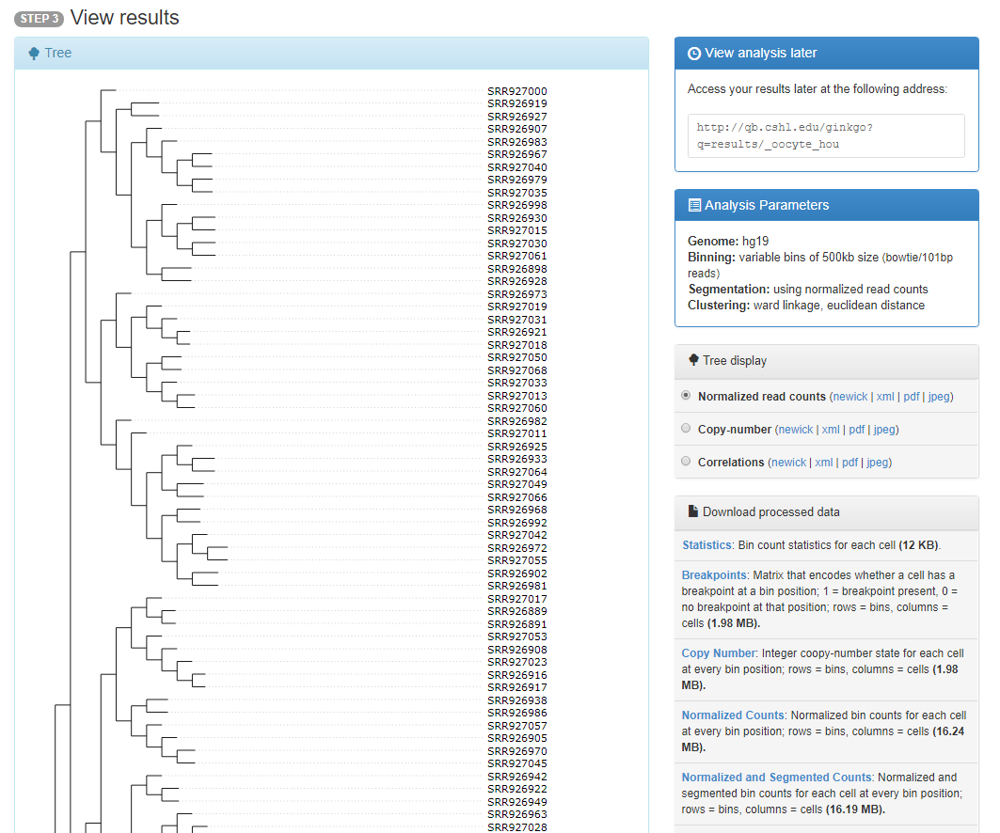 STEP 3 View results
Tree
SRR927000
SRR926919
SRR926927
SRR926907
SRR926983
SRR926967
SRR927040
SRR926979
SRR927035
SRR926998
SRR926930
SRR927015
SRR927030
SRR927061
SRR926898
SRR926928
SRR926973
SRR927019
SRR927031
SRR926921
SRR927018
SRR927050
SRR927068
SRR927033
SRR927013
SRR927060
SRR926982
SRR927011
SRR926925
SRR926933
SRR927064
SRR927049
SRR927066
SRR926968
SRR926992
SRR927042
SRR926972
SRR927055
SRR926902
SRR926981
SRR927017
SRR926889
SRR926891
SRR927053
SRR926908
SRR927023
SRR926916
SRR926917
SRR926938
SRR926986
SRR927057
SRR926905
SRR926970
SRR927045
SRR926942
SRR926922
SRR926949
SRR926963
SRR927028
View analysis later
Access your results later at the following address:
http://qb.cshl.edu/ginkgo?
q=results/_oocyte_hou
Analysis Parameters
Genome: hg19
Binning: variable bins of 500kb size (bowtie/101bp
reads)
Segmentation: using normalized read counts
Clustering: ward linkage, euclidean distance
Tree display
Normalized read counts (newick | xml | pdf | jpeg)
Copy-number (newick | xml | pdf | jpeg)
Correlations (newick | xml | pdf | jpeg)
Download processed data
Statistics: Bin count statistics for each cell (12 KB).
Breakpoints: Matrix that encodes whether a cell has a
breakpoint at a bin position; 1 = breakpoint present, 0 =
no breakpoint at that position; rows = bins, columns =
cells (1.98 MB).
Copy Number: Integer coopy-number state for each cell
at every bin position; rows = bins, columns = cells (1.98
MB).
Normalized Counts: Normalized bin counts for each cell
at every bin position; rows = bins, columns = cells (16.24
MB).
Normalized and Segmented Counts: Normalized and
segmented bin counts for each cell at every bin position;
rows = bins, columns = cells (16.19 MB).